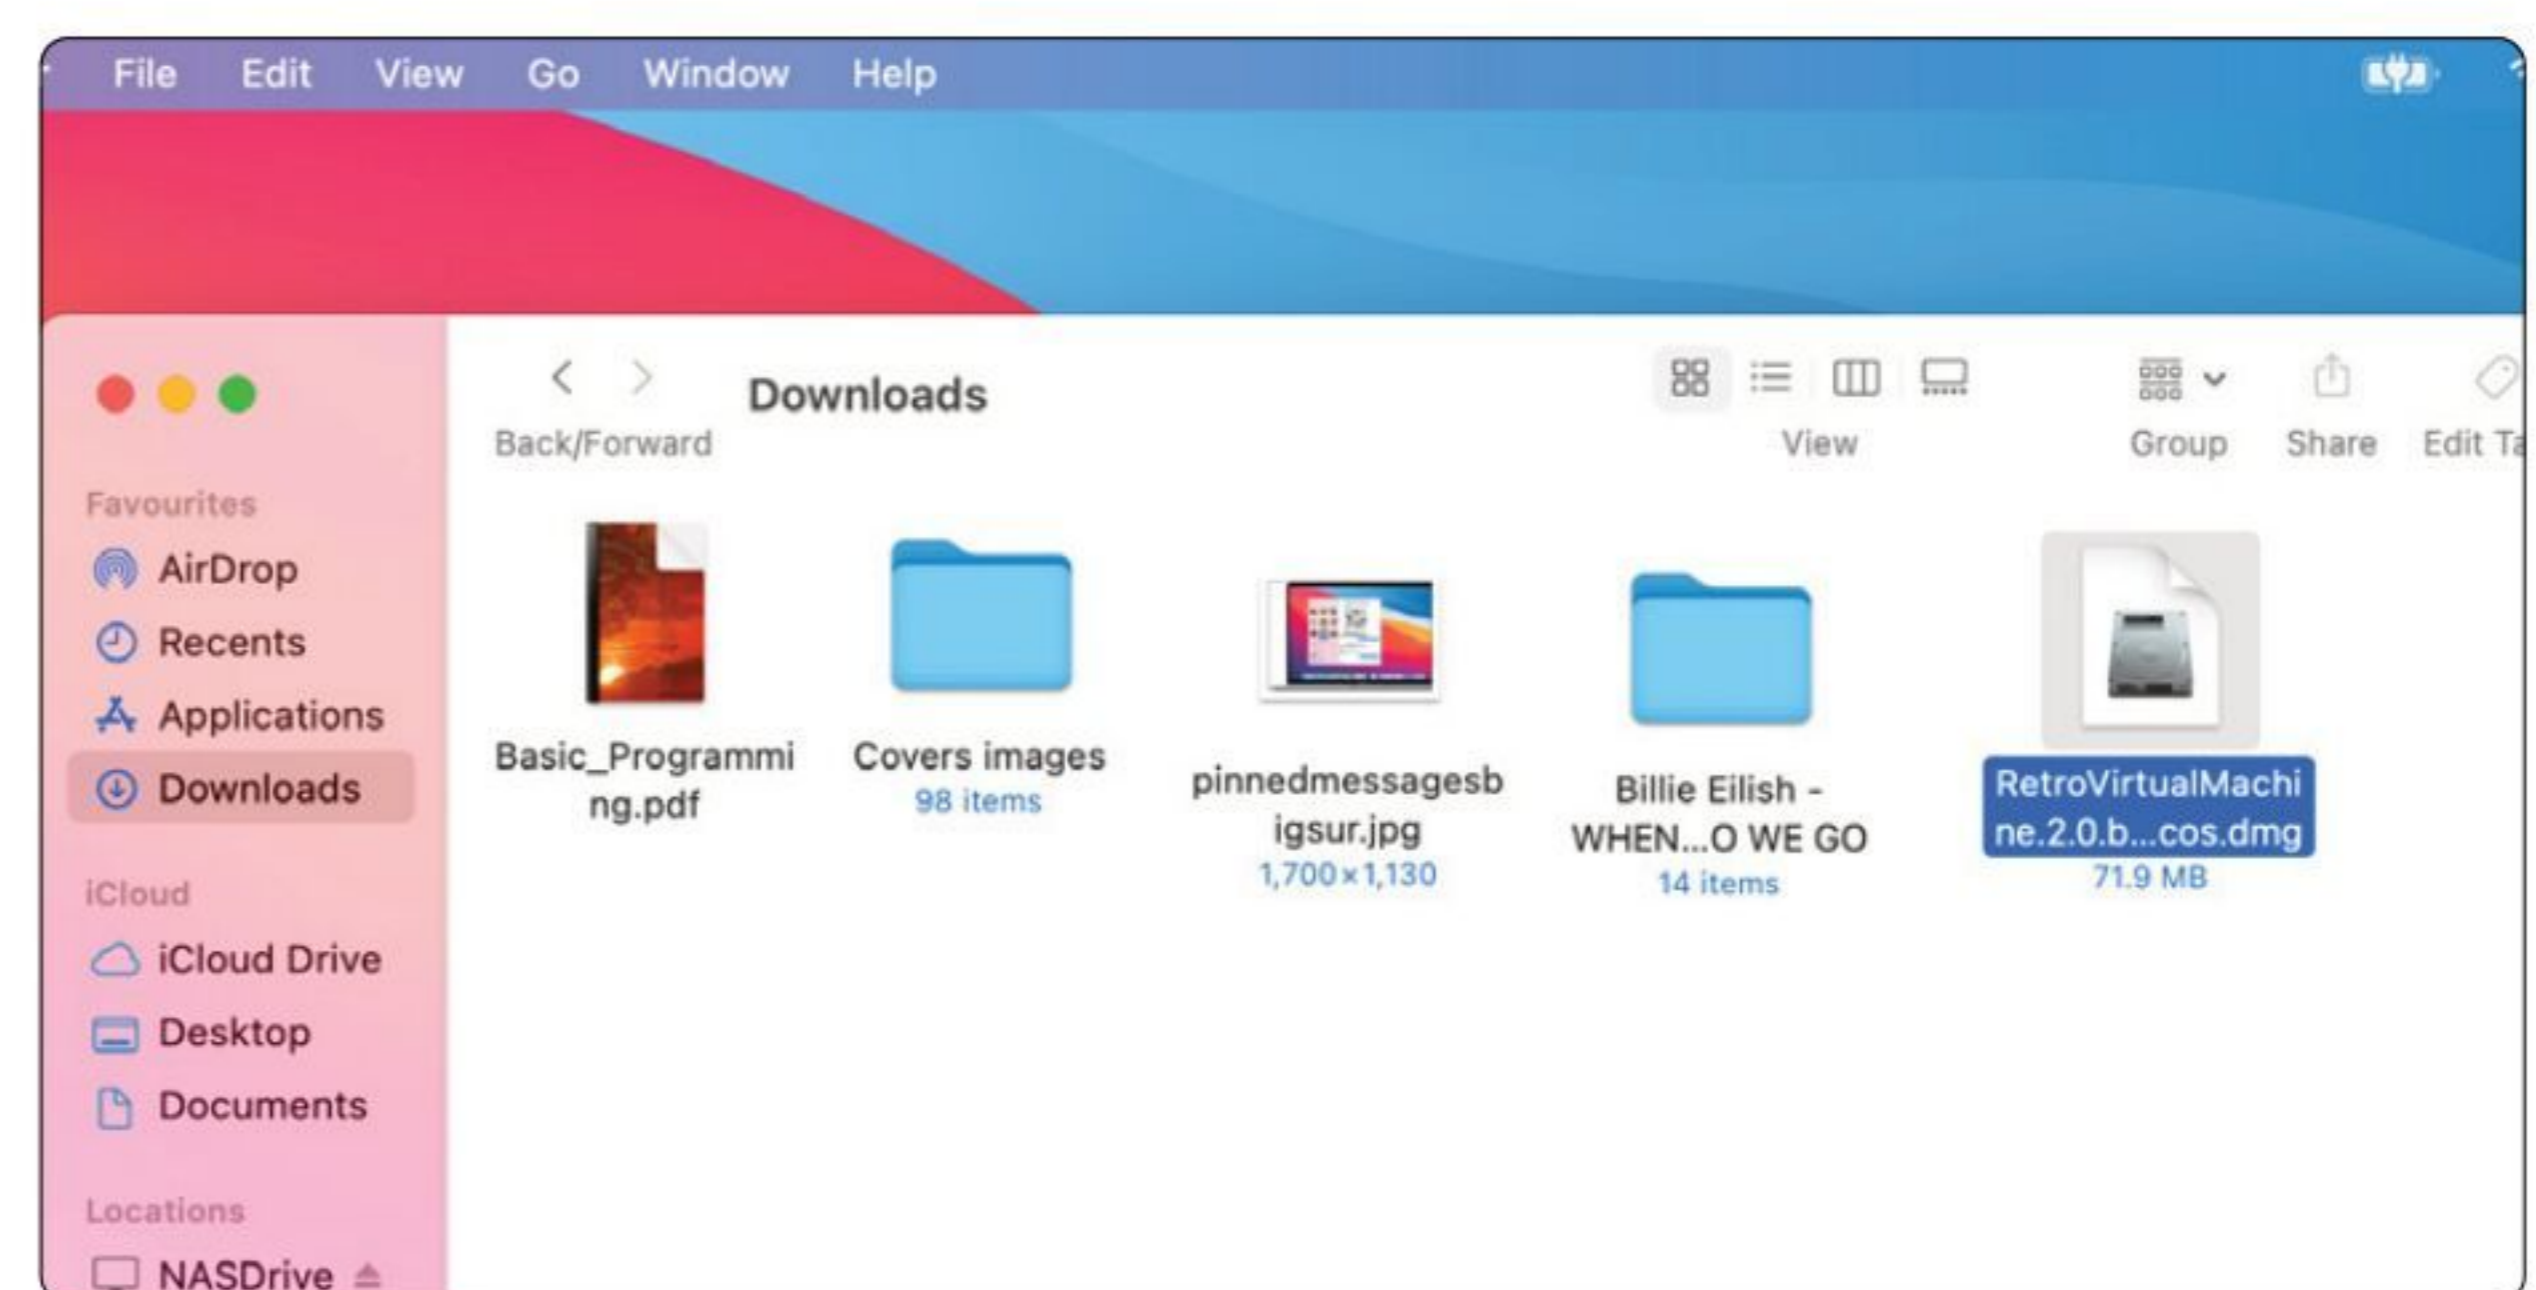 File Edit View Go Window Help
Downloads
Back/Forward
View
Group
Share
Edit Ta
Favourites
AirDrop
Recents
Applications
Downloads
iCloud
iCloud Drive
Desktop
Documents
Locations
NASDrive
Basic_Programmi
ng.pdf
Covers images
98 items
pinnedmessagesb
igsur.jpg
1,700×1,130
Billie Eilish -
WHEN...O WE GO
14 items
RetroVirtualMachi
ne.2.0.b...cos.dmg
71.9 MB